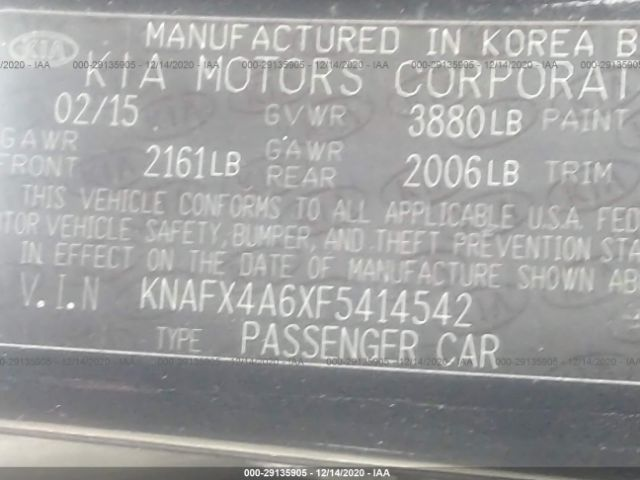 KIA
MANUFACTURED IN KOREA B
KIA MOTORS CORPORAT
02/15 GVWR 3880LB PAINT
GAWR FRONT 2161LB GAWR REAR 2006LB TRIM
THIS VEHICLE CONFORMS TO ALL APPLICABLE U.S.A. FED
TOR VEHICLE SAFETY, BUMPER, AND THEFT PREVENTION STA
IN EFFECT ON THE DATE OF MANUFACTURE SHOWN AB
V.I.N KNAFX4A6XF5414542
TYPE PASSENGER CAR
000-29135905 - 12/14/2020 - IAA